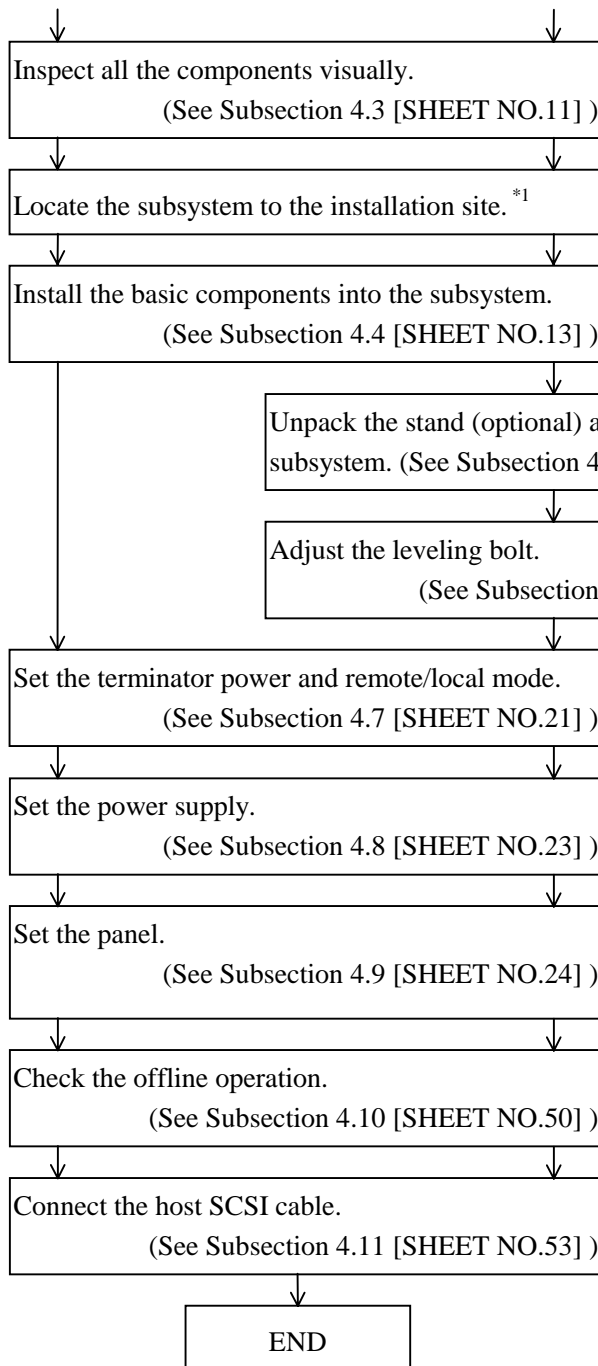 Inspect all the components visually.
(See Subsection 4.3 [SHEET NO.11] )
Locate the subsystem to the installation site. *1
Install the basic components into the subsystem.
(See Subsection 4.4 [SHEET NO.13] )
Unpack the stand (optional) a
subsystem. (See Subsection 4
Adjust the leveling bolt.
(See Subsection
Set the terminator power and remote/local mode.
(See Subsection 4.7 [SHEET NO.21] )
Set the power supply.
(See Subsection 4.8 [SHEET NO.23] )
Set the panel.
(See Subsection 4.9 [SHEET NO.24] )
Check the offline operation.
(See Subsection 4.10 [SHEET NO.50] )
Connect the host SCSI cable.
(See Subsection 4.11 [SHEET NO.53] )
END